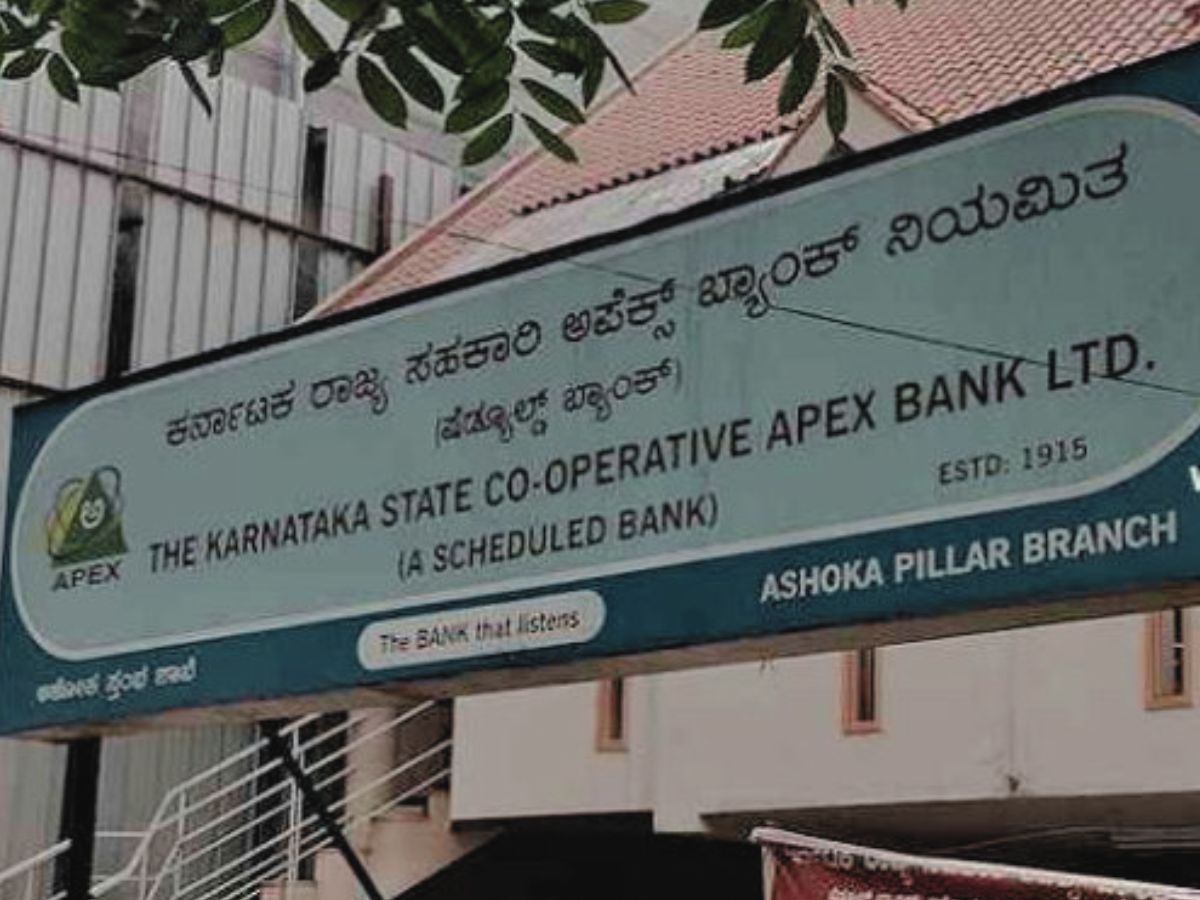 ಕರ್ನಾಟಕ ರಾಜ್ಯ ಸಹಕಾರಿ ಅಪೆಕ್ಸ್ ಬ್ಯಾಂಕ್ ನಿಯಮಿತ
(ಷೆಡ್ಯೂಲ್ಡ್ ಬ್ಯಾಂಕ್)
THE KARNATAKA STATE CO-OPERATIVE APEX BANK LTD.
(A SCHEDULED BANK)
ESTD: 1915
APEX
The BANK that listens
ASHOKA PILLAR BRANCH
ಅಶೋಕ ಸ್ತಂಭ ಶಾಖೆ